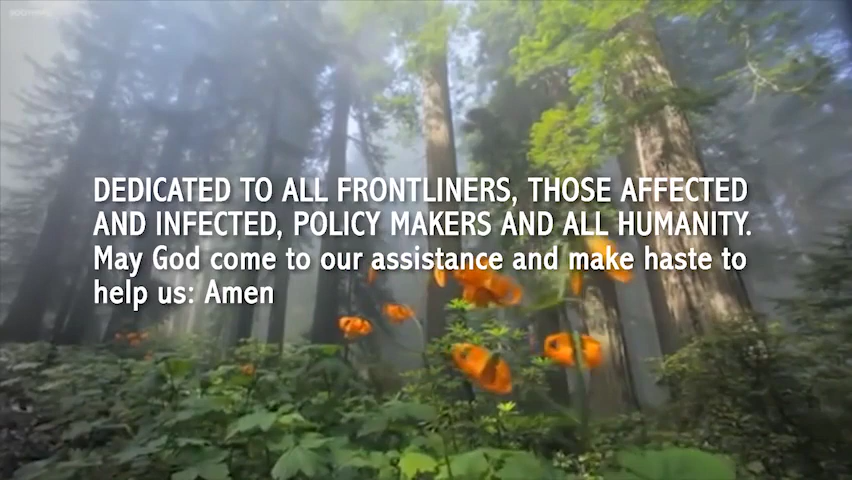 DEDICATED TO ALL FRONTLINERS, THOSE AFFECTED
AND INFECTED, POLICY MAKERS AND ALL HUMANITY.
May God come to our assistance and make haste to
help us: Amen